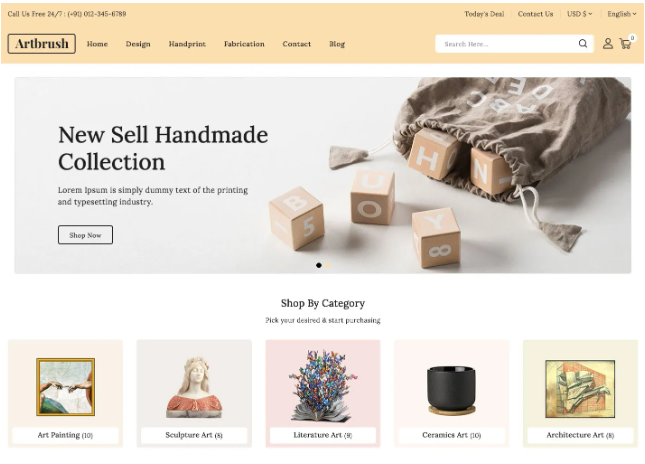 Call Us Free 24/7 : (+91) 012-345-6789
Today's Deal
Contact Us
USD $
English
Artbrush
Home
Design
Handprint
Fabrication
Contact
Blog
Search Here...
0
New Sell Handmade
Collection
Lorem Ipsum is simply dummy text of the printing
and typesetting industry.
Shop Now
H
N
B
5
U
O
Y
8
Shop By Category
Pick your desired & start purchasing
Art Painting (10)
Sculpture Art (8)
Literature Art (9)
Ceramics Art (10)
Architecture Art (8)